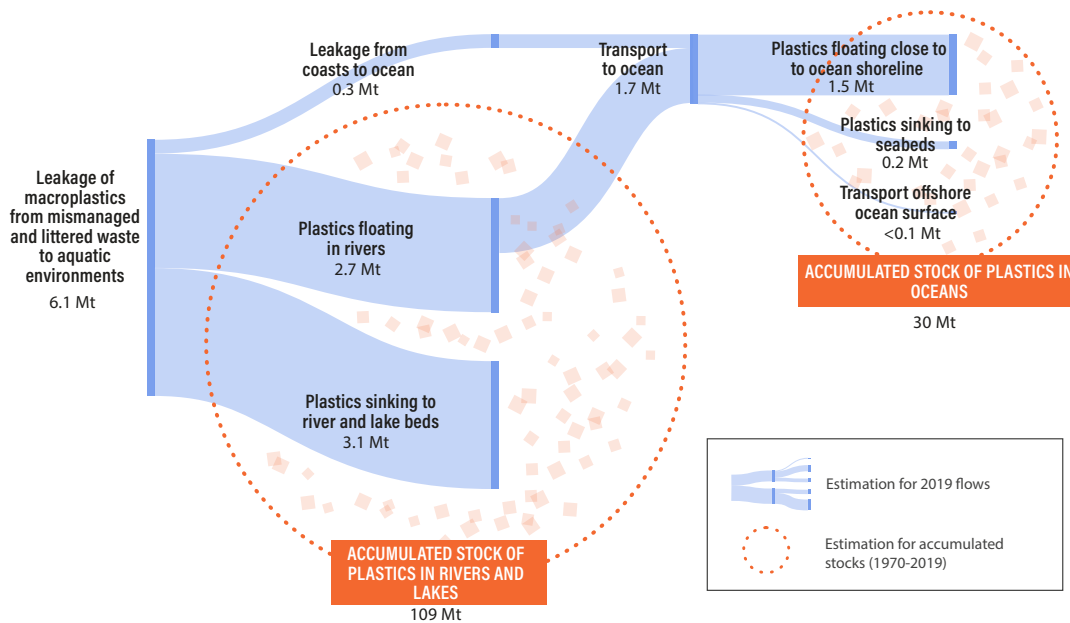 Leakage from
coasts to ocean
0.3 Mt
Transport
to ocean
1.7 Mt
Plastics floating close to
to ocean shoreline
1.5 Mt
Plastics sinking to
seabeds
0.2 Mt
Transport offshore
ocean surface
<0.1 Mt
Leakage of
macroplastics
from mismanaged
and littered waste
to aquatic
environments
6.1 Mt
Plastics floating
in rivers
2.7 Mt
ACCUMULATED STOCK OF PLASTICS IN
OCEANS
30 Mt
Plastics sinking to
river and lake beds
3.1 Mt
Estimation for 2019 flows
Estimation for accumulated
stocks (1970-2019)
ACCUMULATED STOCK OF
PLASTICS IN RIVERS AND
LAKES
109 Mt